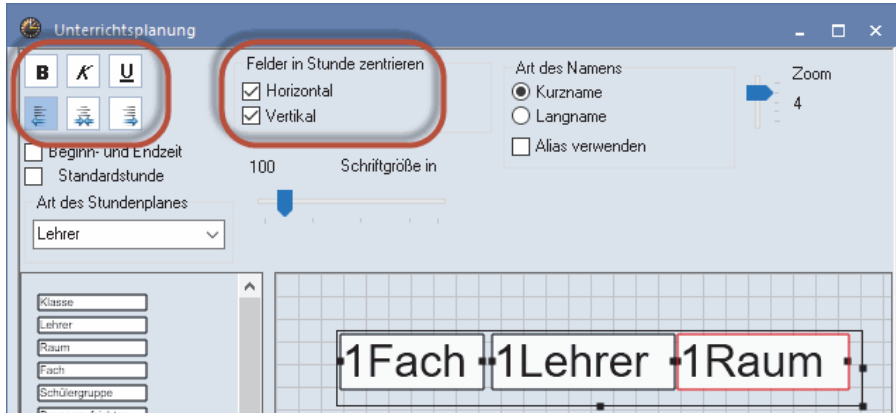 Unterrichtsplanung
B K U
Felder in Stunde zentrieren
Horizontal
Vertikal
Art des Namens
Kurzname
Langname
Alias verwenden
Zoom
4
Beginn- und Endzeit
Standardstunde
100 Schriftgröße in
Art des Stundenplanes
Lehrer
Klasse
Lehrer
Raum
Fach
Schülergruppe
1Fach 1Lehrer 1Raum